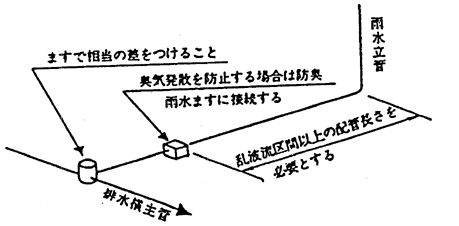 ますで相当の差をつけること
臭気発散を防止する場合は防臭
雨水ますに接続する
雨水立管
乱波流区間以上の配管長さを
必要とする
排水横主管